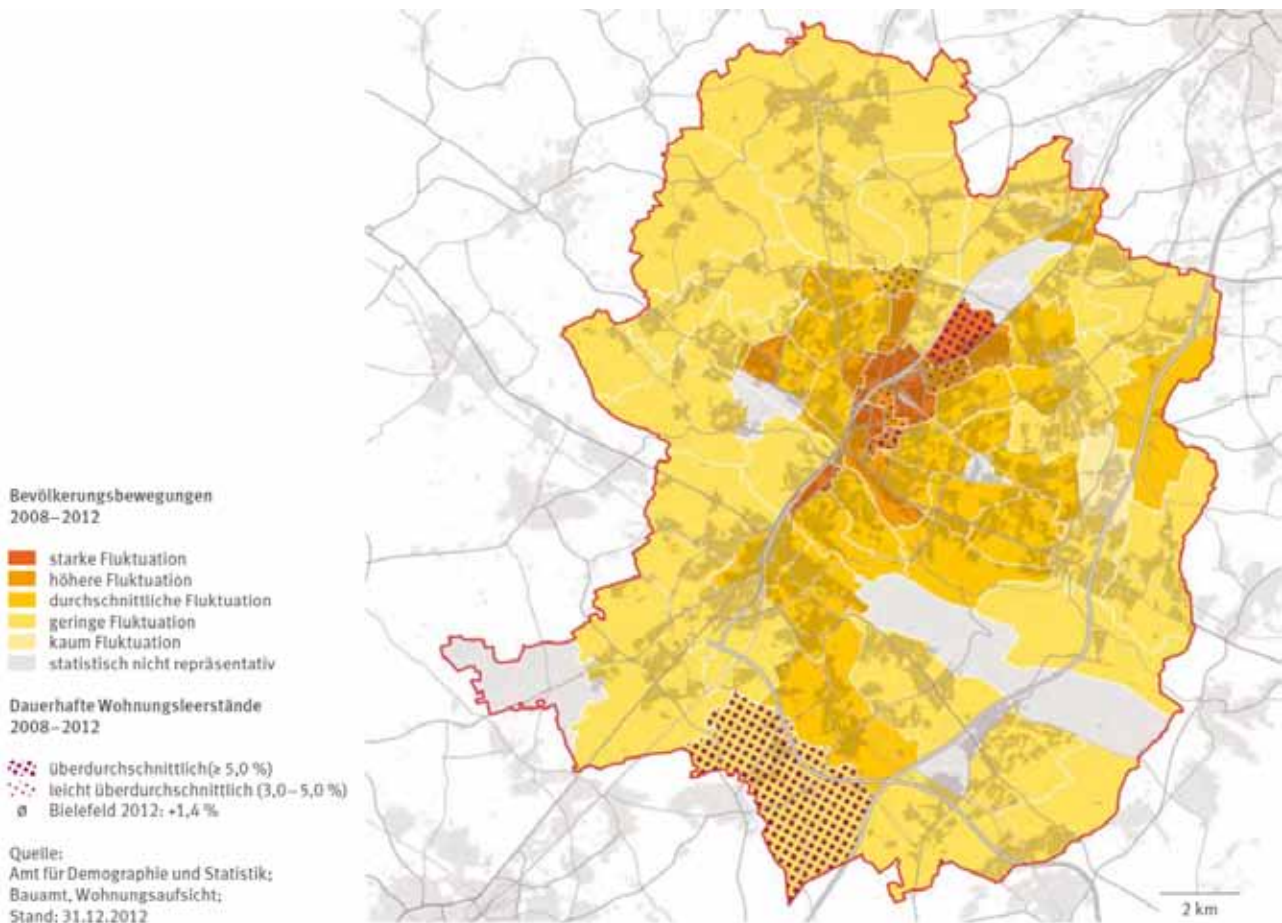 Bevölkerungsbewegungen
2008–2012
starke Fluktuation
höhere Fluktuation
durchschnittliche Fluktuation
geringe Fluktuation
kaum Fluktuation
statistisch nicht repräsentativ
Dauerhafte Wohnungsleerstände
2008–2012
überdurchschnittlich(≥ 5,0 %)
leicht überdurchschnittlich (3,0–5,0 %)
ø Bielefeld 2012: +1,4 %
Quelle:
Amt für Demographie und Statistik;
Bauamt, Wohnungsaufsicht;
Stand: 31.12.2012
2 km